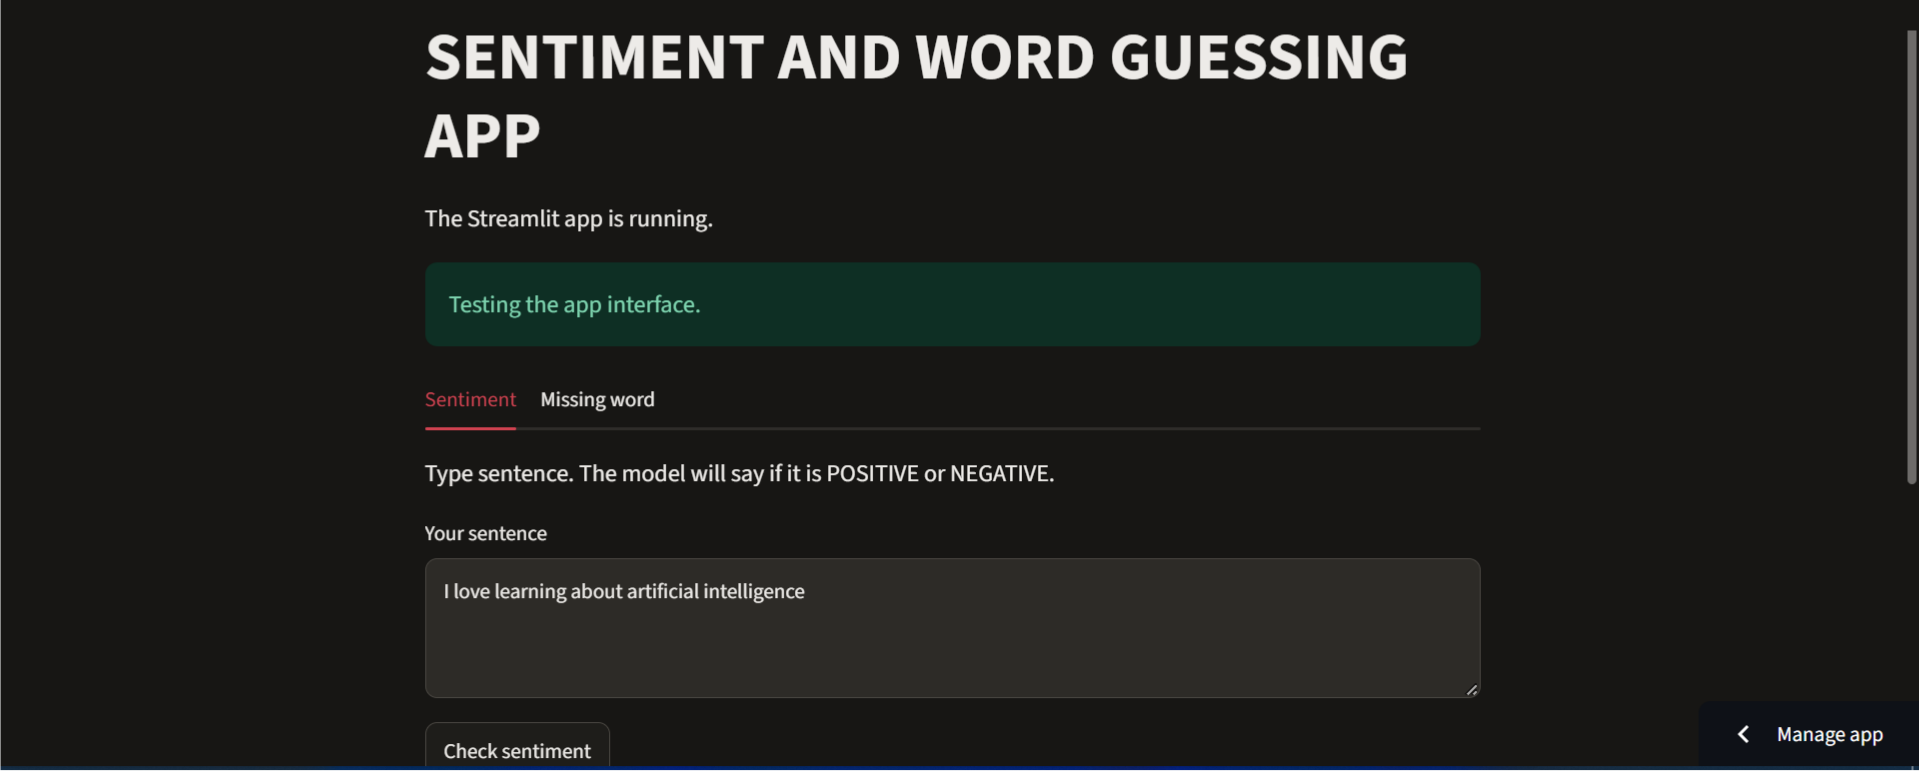 SENTIMENT AND WORD GUESSING
APP
The Streamlit app is running.
Testing the app interface.
Sentiment Missing word
Type sentence. The model will say if it is POSITIVE or NEGATIVE.
Your sentence
I love learning about artificial intelligence
Check sentiment
Manage app